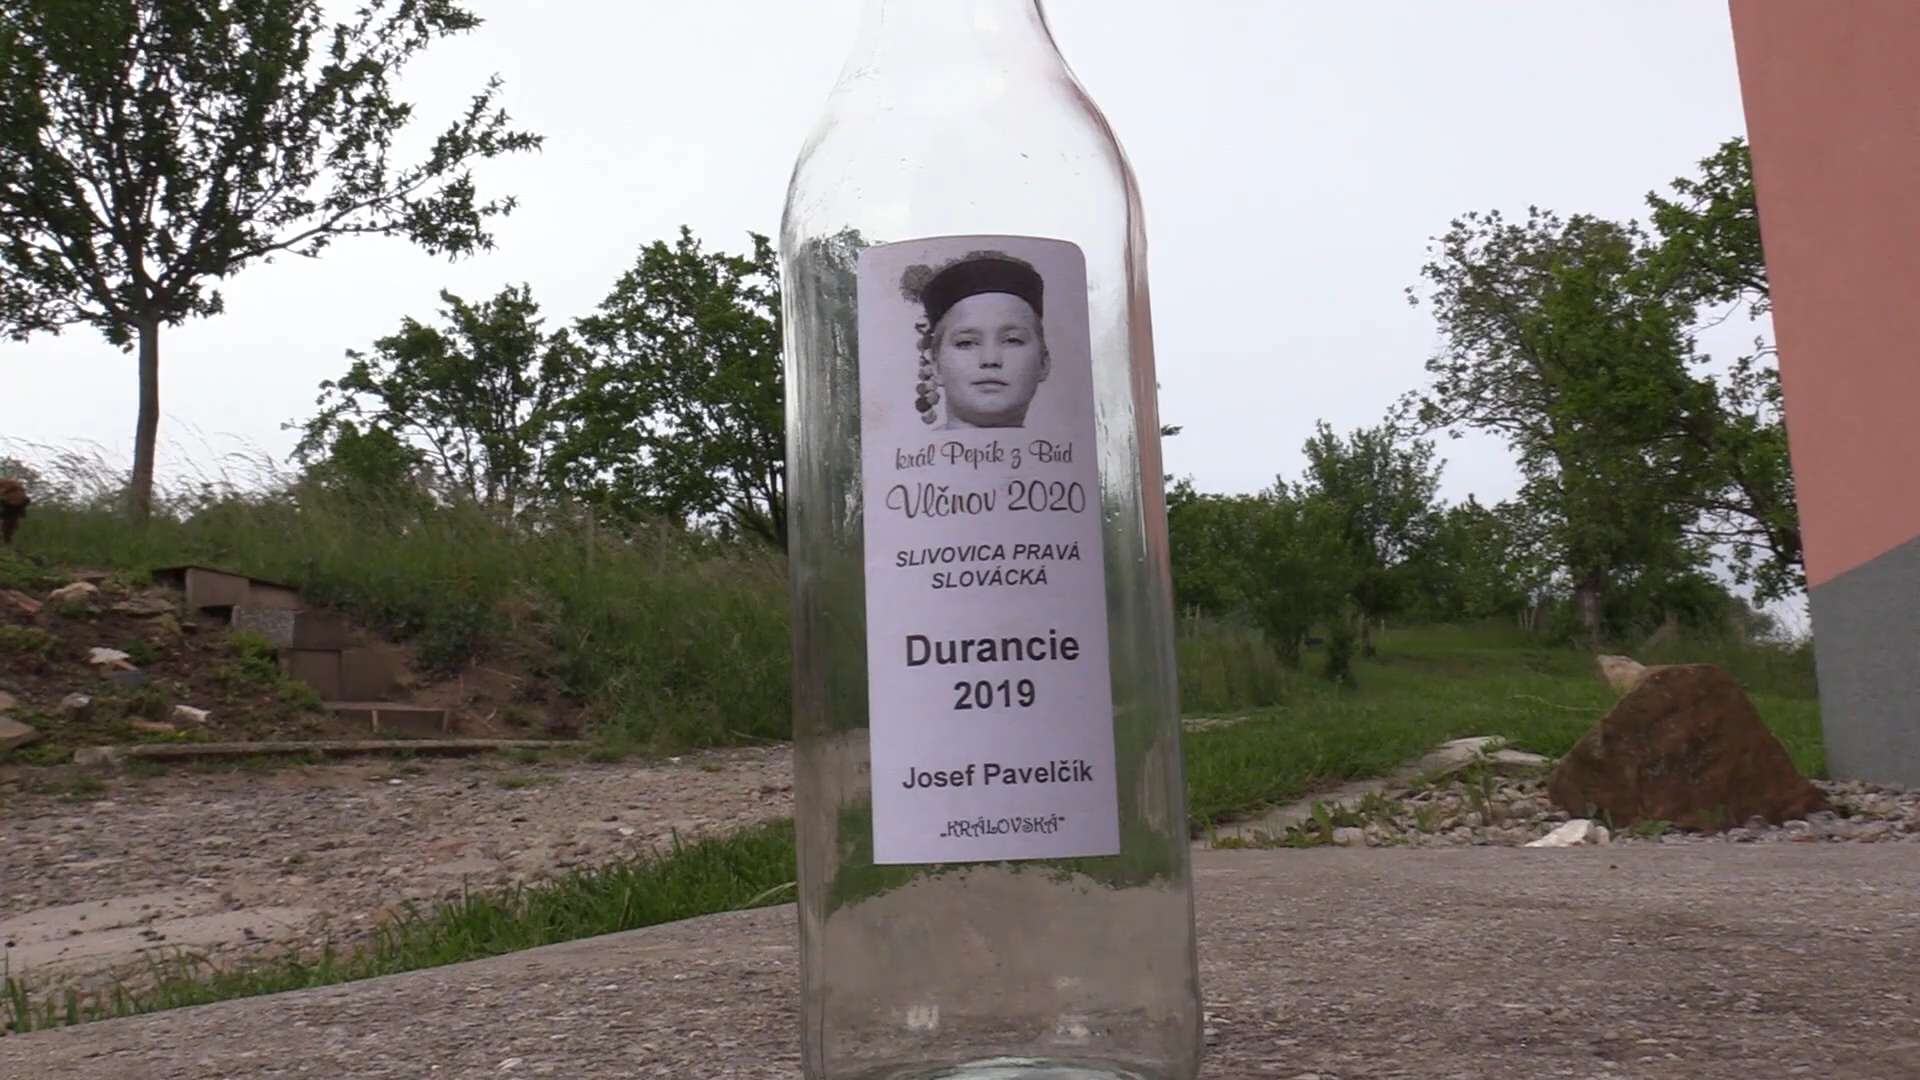 král Pepík z Búd
Vlčnov 2020
SLIVOVICA PRAVÁ
SLOVÁCKÁ
Durancie
2019
Josef Pavelčík
„KRÁLOVSKÁ“